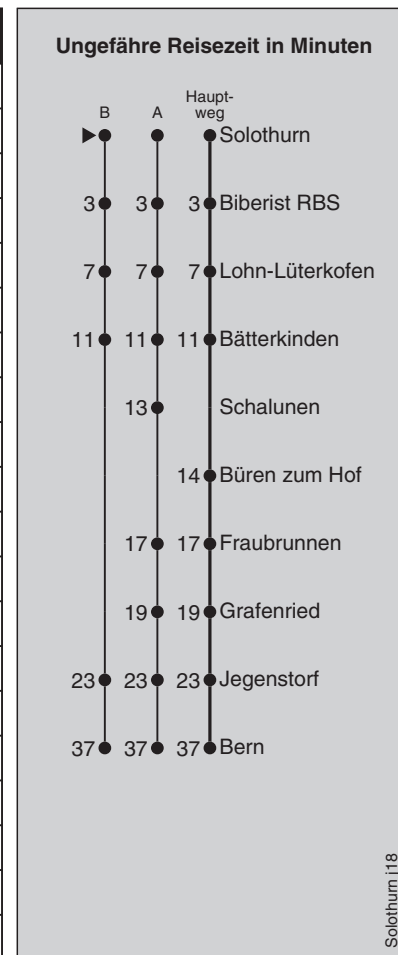 Ungefähre Reisezeit in Minuten
B A Haupt-
weg
Solothurn
3 3 3 Biberist RBS
7 7 7 Lohn-Lüterkofen
11 11 11 Bätterkinden
13 Schalunen
14 Büren zum Hof
17 17 Fraubrunnen
19 19 Grafenried
23 23 23 Jegenstorf
37 37 37 Bern
Solothurn i18